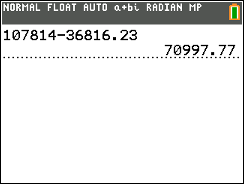 NORMAL FLOAT AUTO a+bi RADIAN MP
107814-36816.23
70997.77